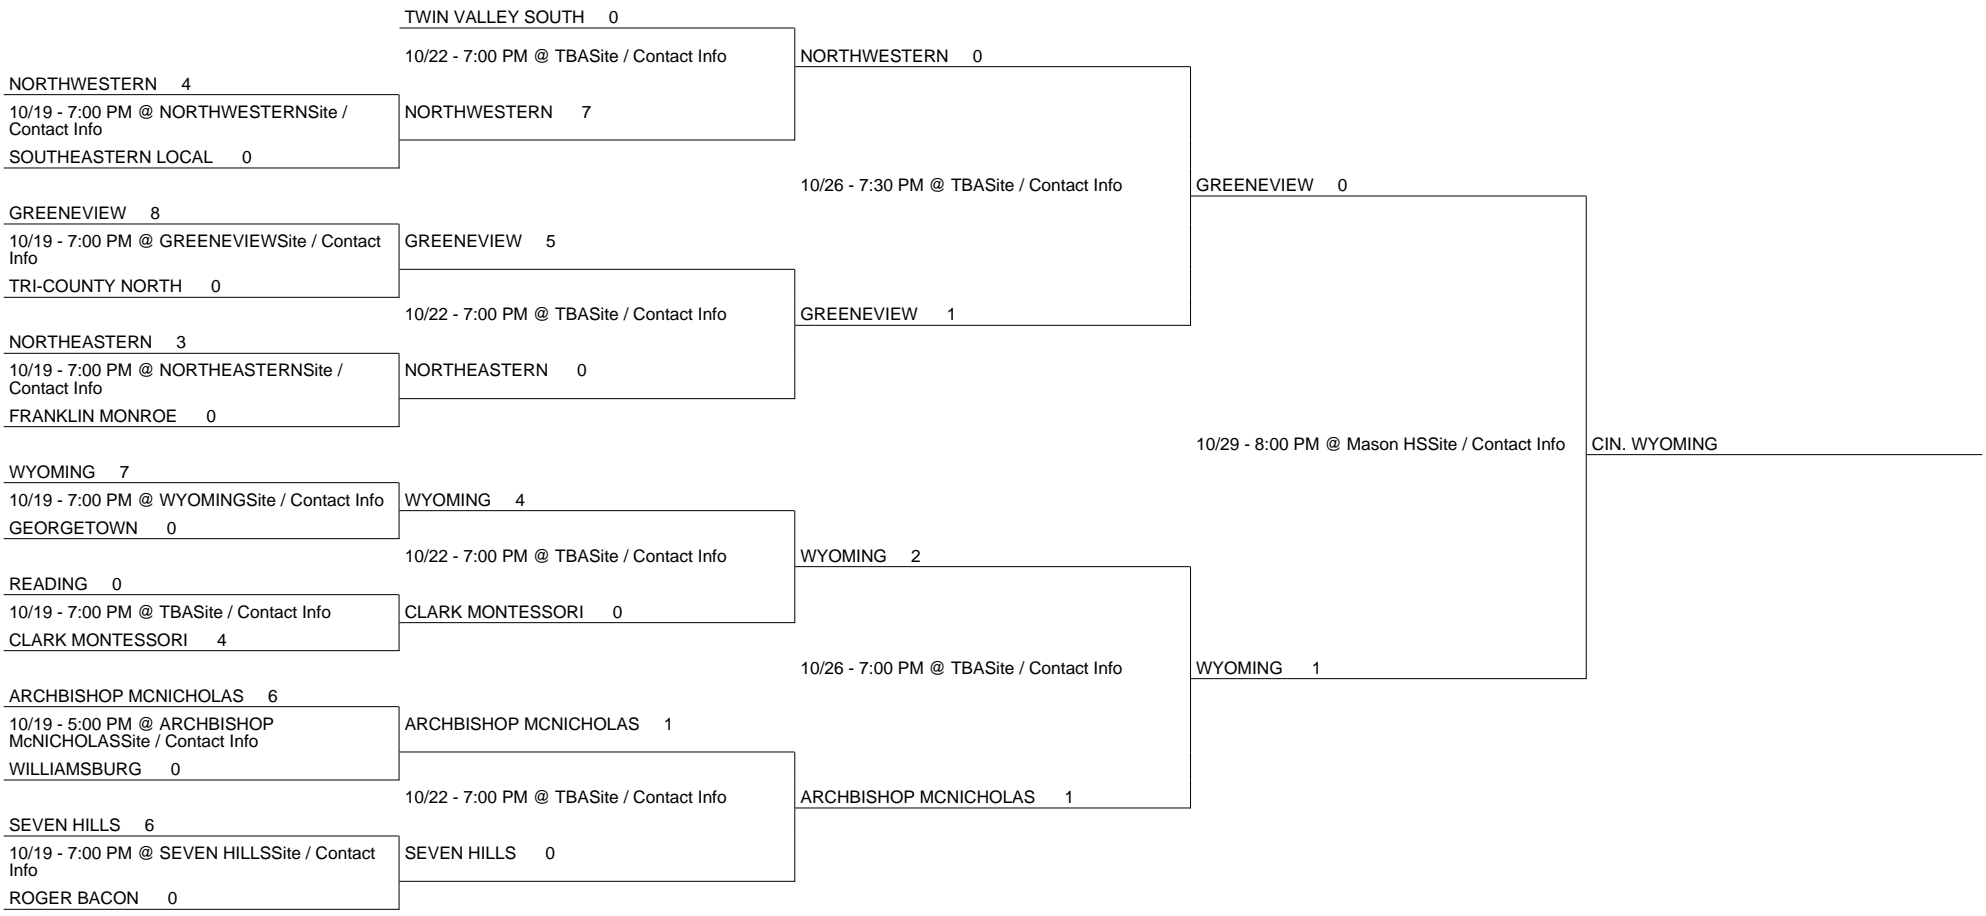 TWIN VALLEY SOUTH 0
10/22 - 7:00 PM @ TBASite / Contact Info
NORTHWESTERN 0
NORTHWESTERN 4
10/19 - 7:00 PM @ NORTHWESTERNSite /
Contact Info
NORTHWESTERN 7
SOUTHEASTERN LOCAL 0
10/26 - 7:30 PM @ TBASite / Contact Info
GREENEVIEW 0
GREENEVIEW 8
10/19 - 7:00 PM @ GREENEVIEWSite / Contact
Info
GREENEVIEW 5
TRI-COUNTY NORTH 0
10/22 - 7:00 PM @ TBASite / Contact Info
GREENEVIEW 1
NORTHEASTERN 3
10/19 - 7:00 PM @ NORTHEASTERNSite /
Contact Info
NORTHEASTERN 0
FRANKLIN MONROE 0
10/29 - 8:00 PM @ Mason HSSite / Contact Info
CIN. WYOMING
WYOMING 7
10/19 - 7:00 PM @ WYOMINGSite / Contact Info
WYOMING 4
GEORGETOWN 0
10/22 - 7:00 PM @ TBASite / Contact Info
WYOMING 2
READING 0
10/19 - 7:00 PM @ TBASite / Contact Info
CLARK MONTESSORI 0
CLARK MONTESSORI 4
10/26 - 7:00 PM @ TBASite / Contact Info
WYOMING 1
ARCHBISHOP MCNICHOLAS 6
10/19 - 5:00 PM @ ARCHBISHOP
McNICHOLASSite / Contact Info
ARCHBISHOP MCNICHOLAS 1
WILLIAMSBURG 0
10/22 - 7:00 PM @ TBASite / Contact Info
ARCHBISHOP MCNICHOLAS 1
SEVEN HILLS 6
10/19 - 7:00 PM @ SEVEN HILLSSite / Contact
Info
SEVEN HILLS 0
ROGER BACON 0